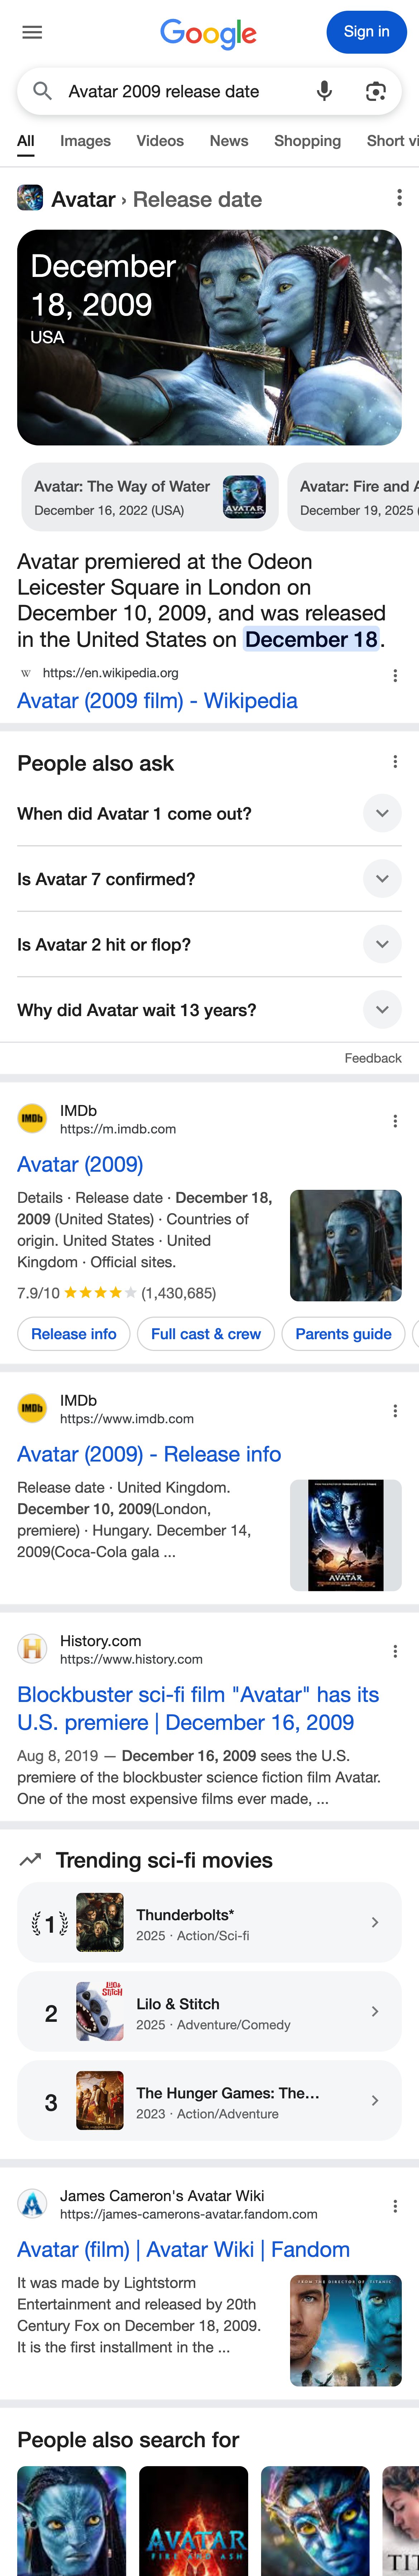 Google
Sign in
Avatar 2009 release date
All Images Videos News Shopping Short vi
Avatar › Release date
December
18, 2009
USA
Avatar: The Way of Water
December 16, 2022 (USA)
AVATAR
Avatar: Fire and A
December 19, 2025 (
Avatar premiered at the Odeon
Leicester Square in London on
December 10, 2009, and was released
in the United States on December 18.
W https://en.wikipedia.org
Avatar (2009 film) - Wikipedia
People also ask
When did Avatar 1 come out?
Is Avatar 7 confirmed?
Is Avatar 2 hit or flop?
Why did Avatar wait 13 years?
Feedback
IMDb
IMDb
https://m.imdb.com
Avatar (2009)
Details · Release date · December 18,
2009 (United States) · Countries of
origin. United States · United
Kingdom · Official sites.
7.9/10 ★★★★★ (1,430,685)
Release info Full cast & crew Parents guide
IMDb
IMDb
https://www.imdb.com
Avatar (2009) - Release info
Release date · United Kingdom.
December 10, 2009(London,
premiere) · Hungary. December 14,
2009(Coca-Cola gala ...
AVATAR
H
History.com
https://www.history.com
Blockbuster sci-fi film "Avatar" has its
U.S. premiere | December 16, 2009
Aug 8, 2019 — December 16, 2009 sees the U.S.
premiere of the blockbuster science fiction film Avatar.
One of the most expensive films ever made, ...
Trending sci-fi movies
1
Thunderbolts*
2025 · Action/Sci-fi
2
LILO &
STITCH
Lilo & Stitch
2025 · Adventure/Comedy
3
The Hunger Games: The...
2023 · Action/Adventure
A
James Cameron's Avatar Wiki
https://james-camerons-avatar.fandom.com
Avatar (film) | Avatar Wiki | Fandom
It was made by Lightstorm
Entertainment and released by 20th
Century Fox on December 18, 2009.
It is the first installment in the ...
FROM THE DIRECTOR OF TITANIC
People also search for
AVATAR
FIRE AND ASH
TIT